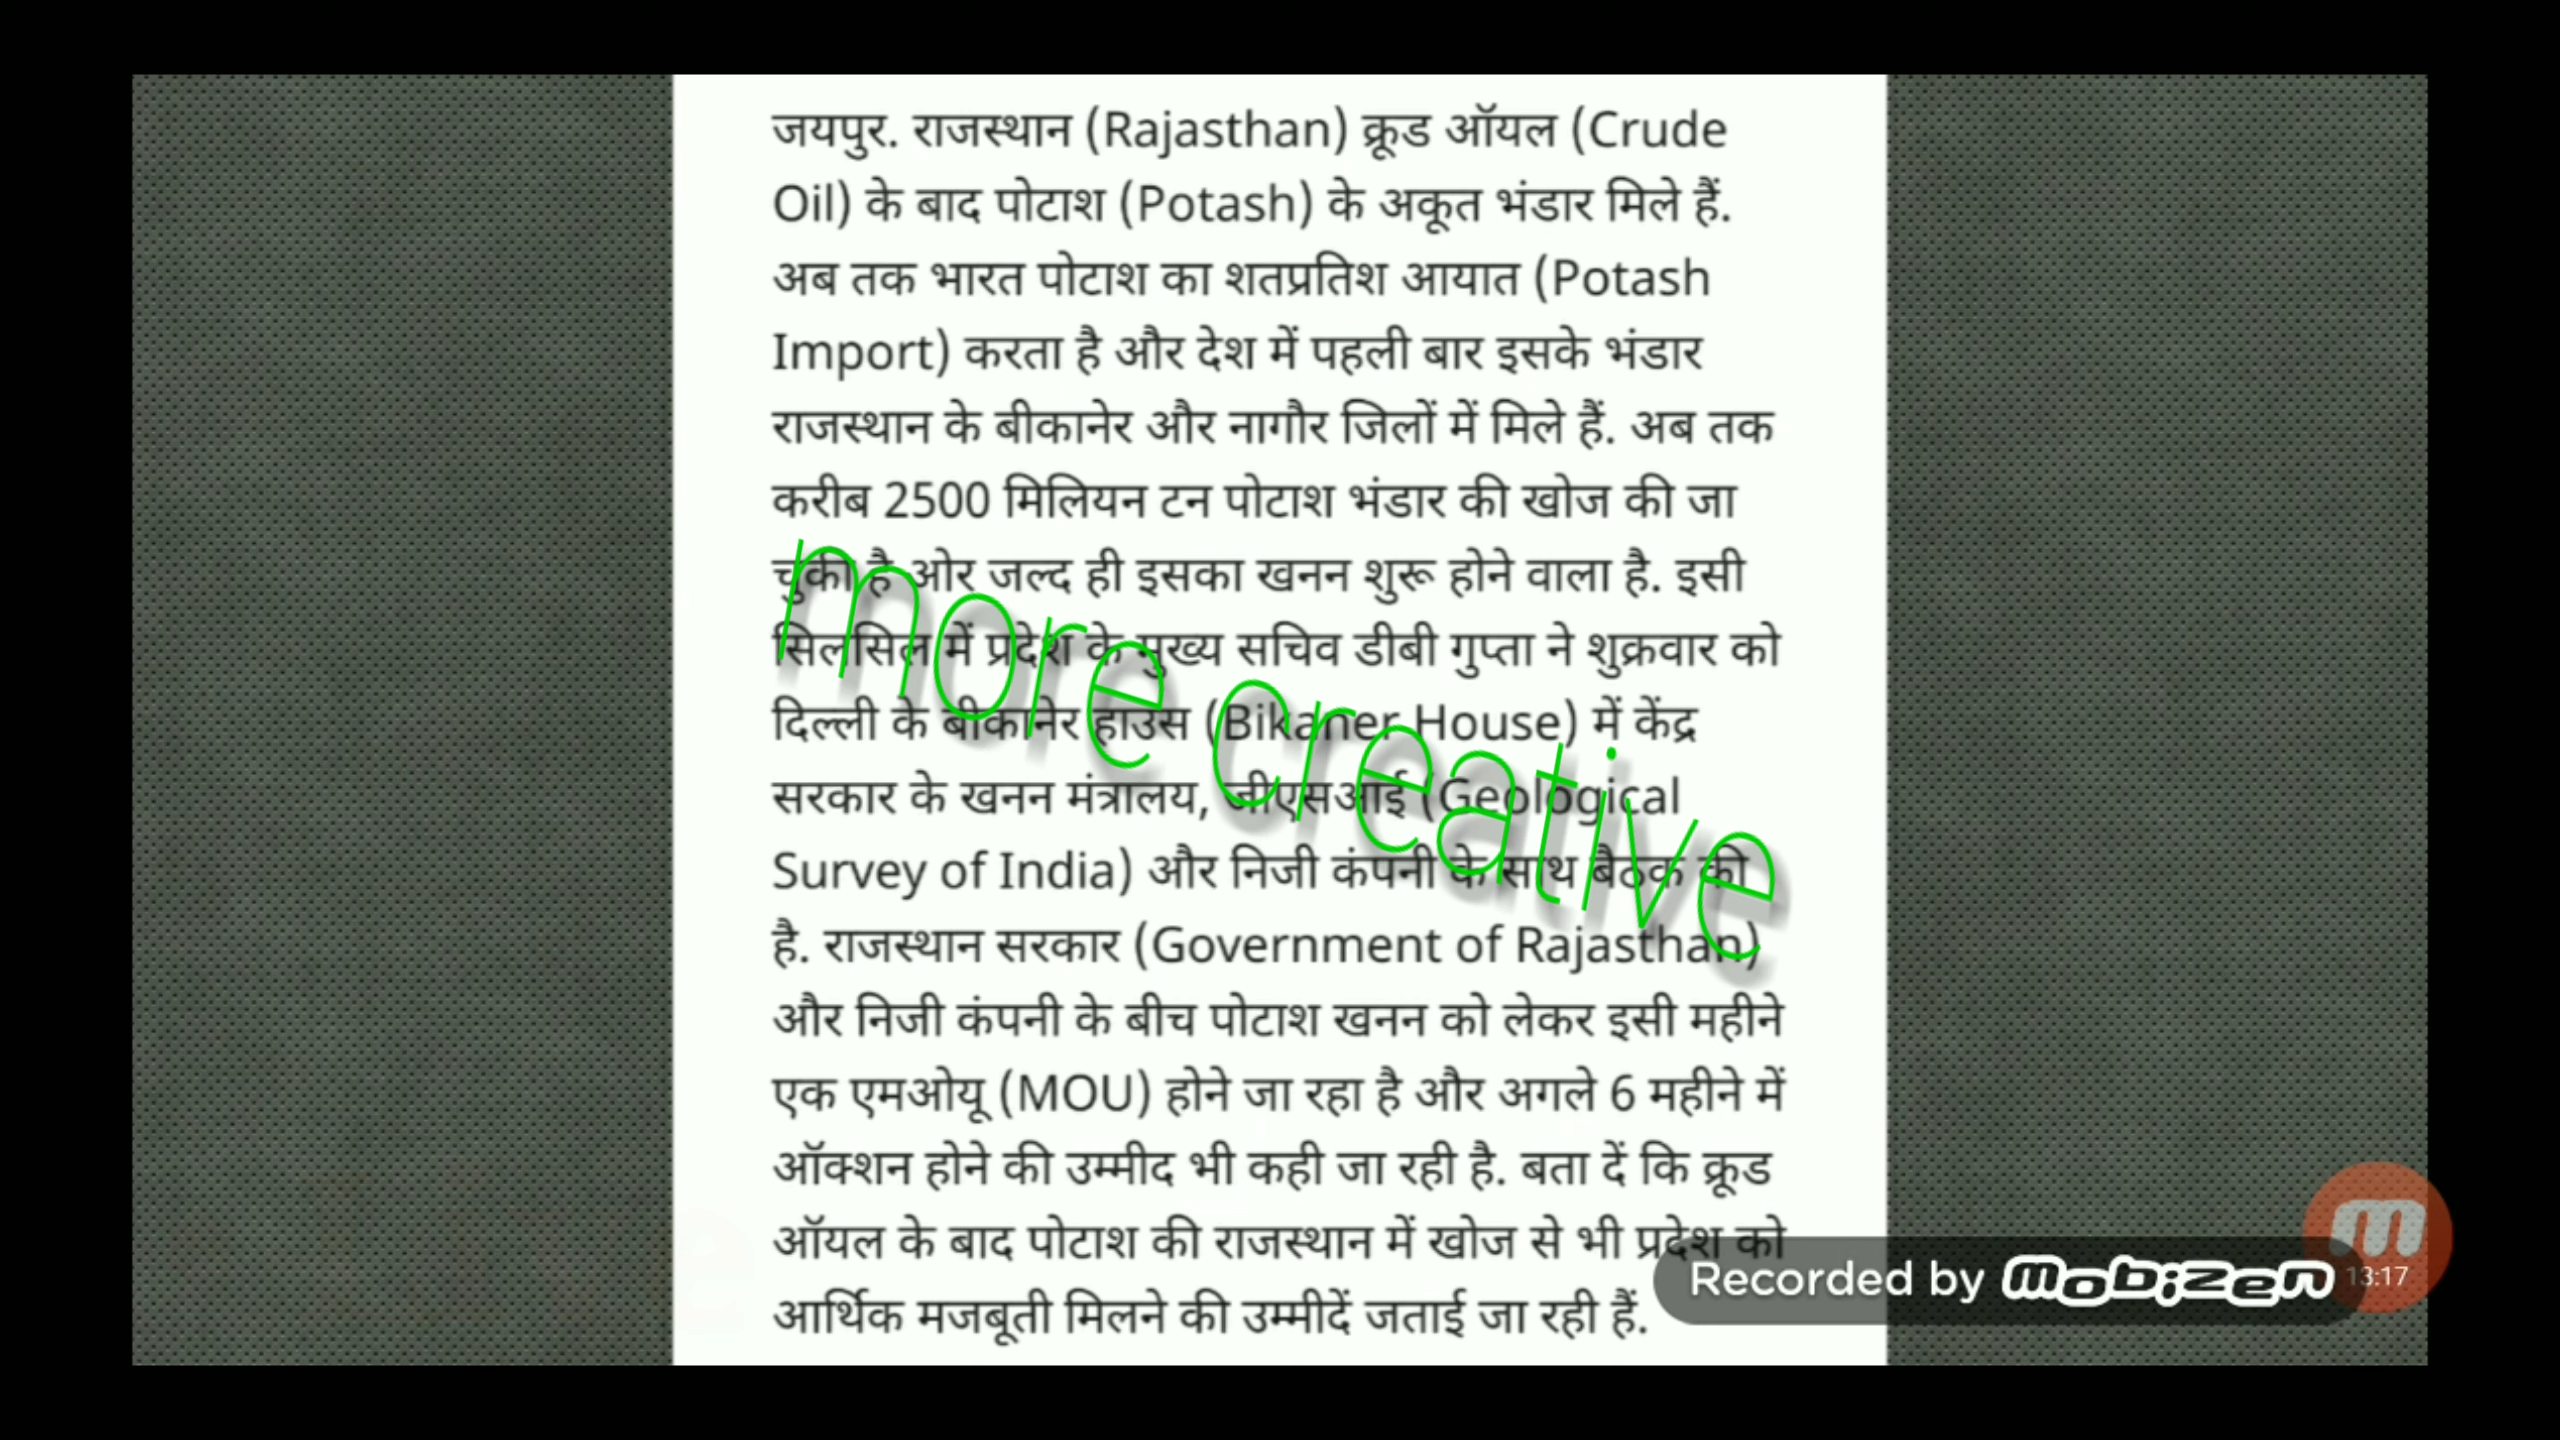 जयपुर. राजस्थान (Rajasthan) क्रूड ऑयल (Crude
Oil) के बाद पोटाश (Potash) के अकूत भंडार मिले हैं.
अब तक भारत पोटाश का शतप्रतिश आयात (Potash
Import) करता है और देश में पहली बार इसके भंडार
राजस्थान के बीकानेर और नागौर जिलों में मिले हैं. अब तक
करीब 2500 मिलियन टन पोटाश भंडार की खोज की जा
चुकी है ओर जल्द ही इसका खनन शुरू होने वाला है. इसी
सिलसिले में प्रदेश के मुख्य सचिव डीबी गुप्ता ने शुक्रवार को
दिल्ली के बीकानेर हाउस (Bikaner House) में केंद्र
सरकार के खनन मंत्रालय, जीएसआई (Geological
Survey of India) और निजी कंपनी के साथ बैठक की
है. राजस्थान सरकार (Government of Rajasthan)
और निजी कंपनी के बीच पोटाश खनन को लेकर इसी महीने
एक एमओयू (MOU) होने जा रहा है और अगले 6 महीने में
ऑक्शन होने की उम्मीद भी कही जा रही है. बता दें कि क्रूड
ऑयल के बाद पोटाश की राजस्थान में खोज से भी प्रदेश को
आर्थिक मजबूती मिलने की उम्मीदें जताई जा रही हैं.
more creative
Recorded by mobizen
13:17